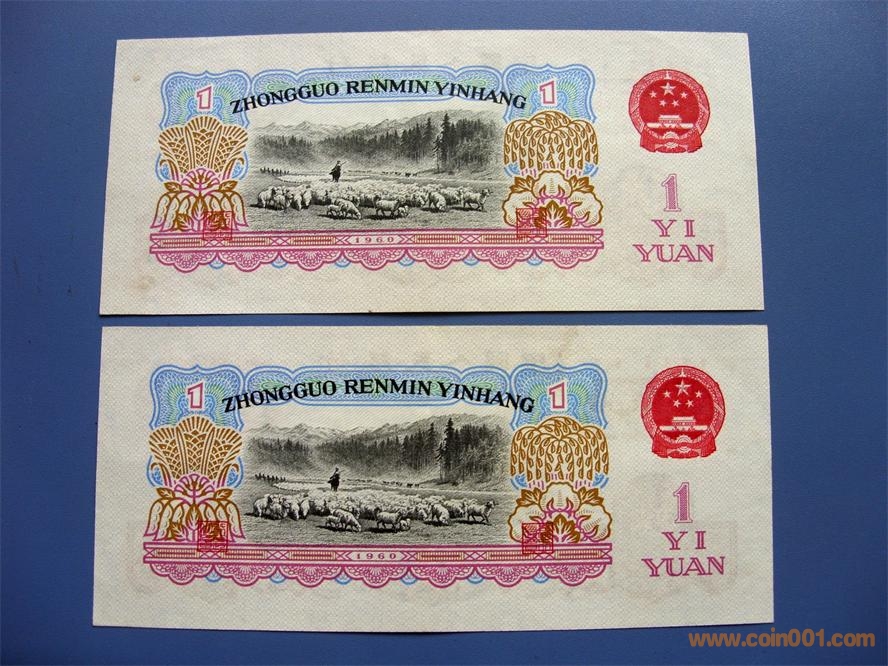 1
ZHONGGUO RENMIN YINHANG
1
1960
1
YI
YUAN
1
ZHONGGUO RENMIN YINHANG
1
1960
1
YI
YUAN
www.coin001.com